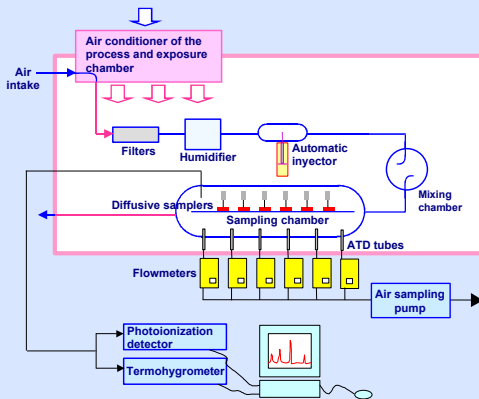 Air conditioner of the
process and exposure
chamber
Air
intake
Filters
Humidifier
Automatic
inyector
Mixing
chamber
Diffusive samplers
Sampling chamber
ATD tubes
Flowmeters
Air sampling
pump
Photoionization
detector
Termohygrometer